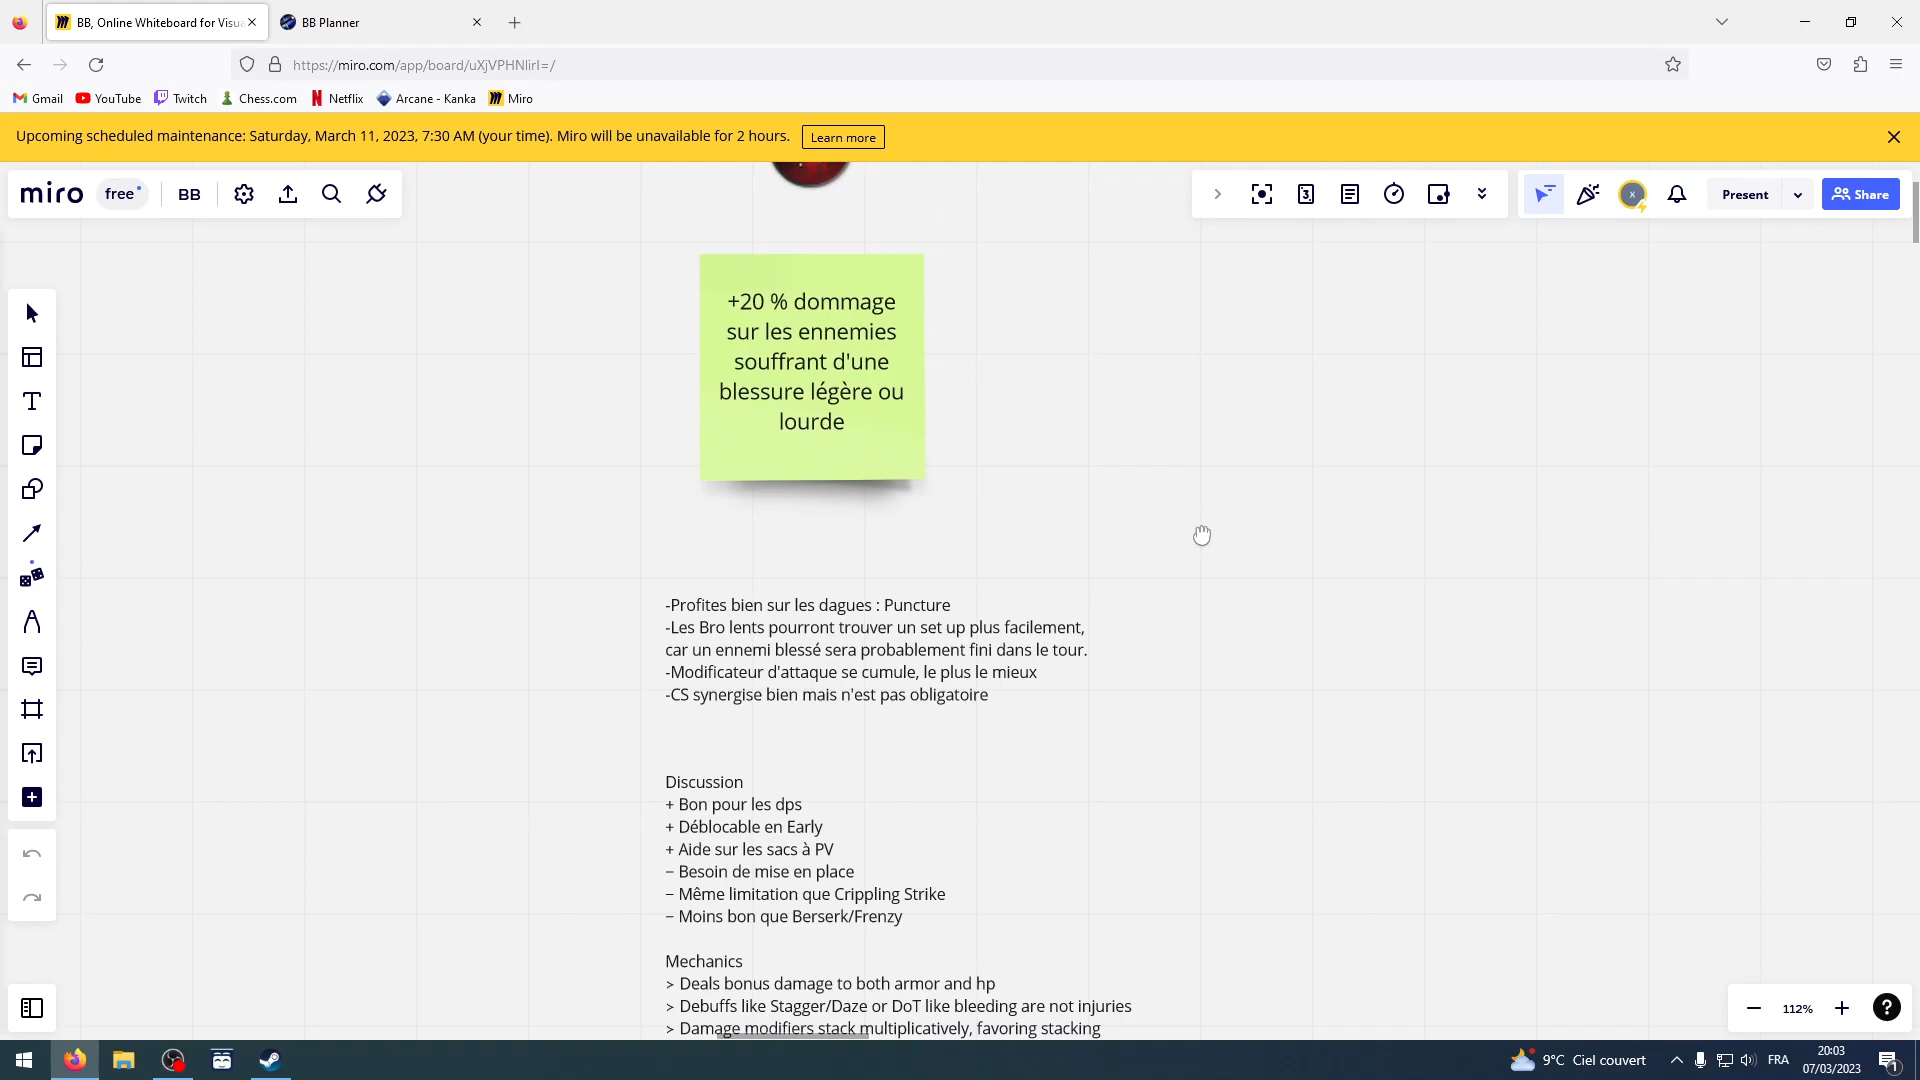 BB, Online Whiteboard for Visua
BB Planner
https://miro.com/app/board/uXjVPHNlirI=/
Gmail
YouTube
Twitch
Chess.com
Netflix
Arcane - Kanka
Miro
Upcoming scheduled maintenance: Saturday, March 11, 2023, 7:30 AM (your time). Miro will be unavailable for 2 hours.
Learn more
miro
free
BB
Present
Share
+20 % dommage
sur les ennemies
souffrant d'une
blessure légère ou
lourde
-Profites bien sur les dagues : Puncture
-Les Bro lents pourront trouver un set up plus facilement,
car un ennemi blessé sera probablement fini dans le tour.
-Modificateur d'attaque se cumule, le plus le mieux
-CS synergise bien mais n'est pas obligatoire
Discussion
+ Bon pour les dps
+ Déblocable en Early
+ Aide sur les sacs à PV
− Besoin de mise en place
− Même limitation que Crippling Strike
− Moins bon que Berserk/Frenzy
Mechanics
> Deals bonus damage to both armor and hp
> Debuffs like Stagger/Daze or DoT like bleeding are not injuries
> Damage modifiers stack multiplicatively, favoring stacking
112%
9°C Ciel couvert
FRA
20:03
07/03/2023
1